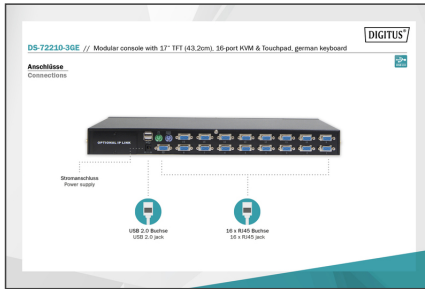 DIGITUS®
DS-72210-3GE // Modular console with 17" TFT (43.2cm), 16-port KVM & Touchpad, german keyboard
Anschlüsse
Connections
OPTIONAL IP LINK
Stromanschluss
Power supply
USB 2.0 Buchse
USB 2.0 jack
16 x RJ45 Buchse
16 x RJ45 jack